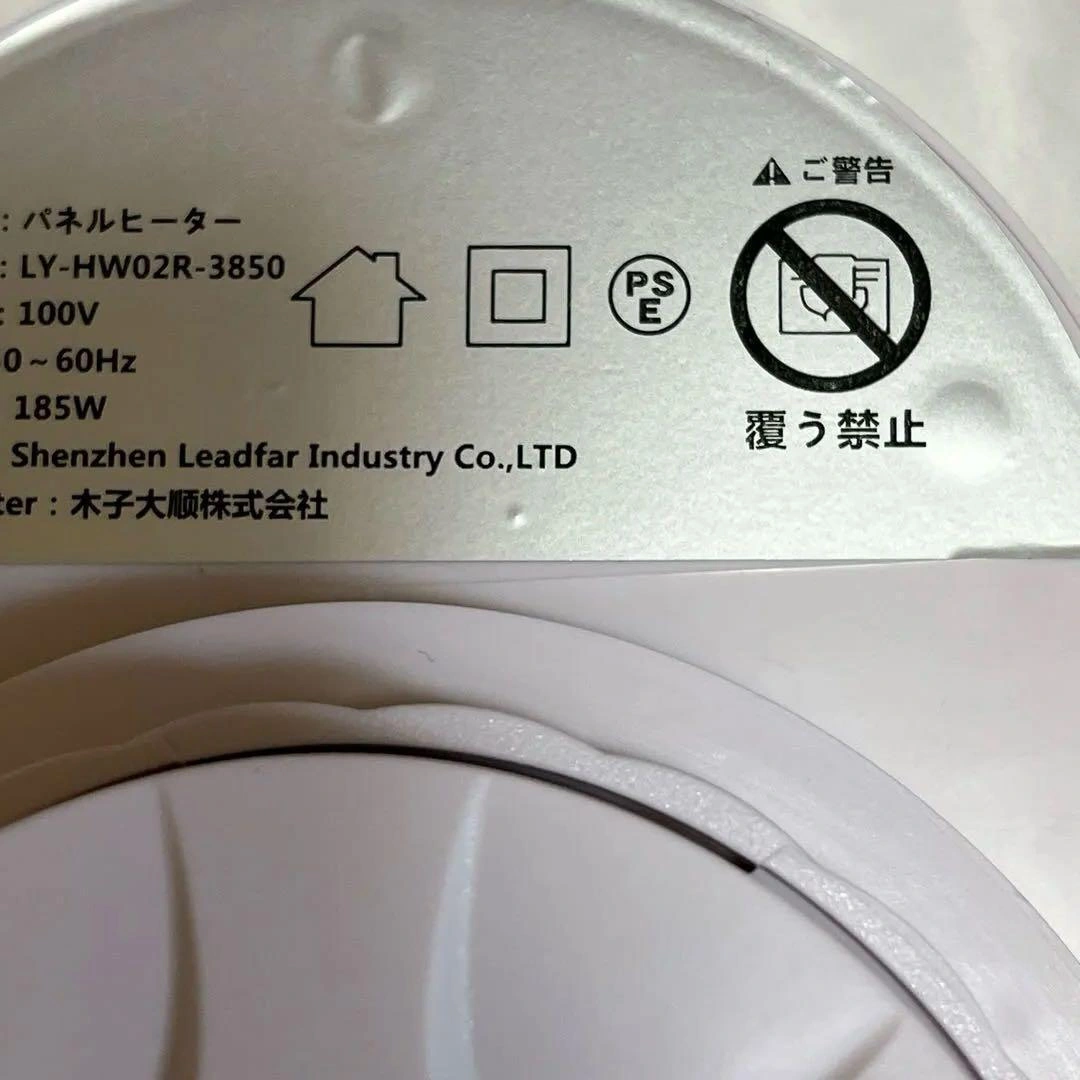 : パネルヒーター
: LY-HW02R-3850
: 100V
0～60Hz
185W
Shenzhen Leadfar Industry Co.,LTD
ter：木子大顺株式会社
PS
E
ご警告
覆う禁止